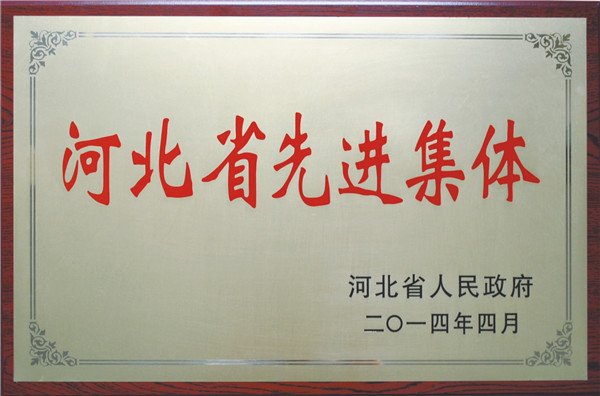 河北省先进集体
河北省人民政府
二〇一四年四月